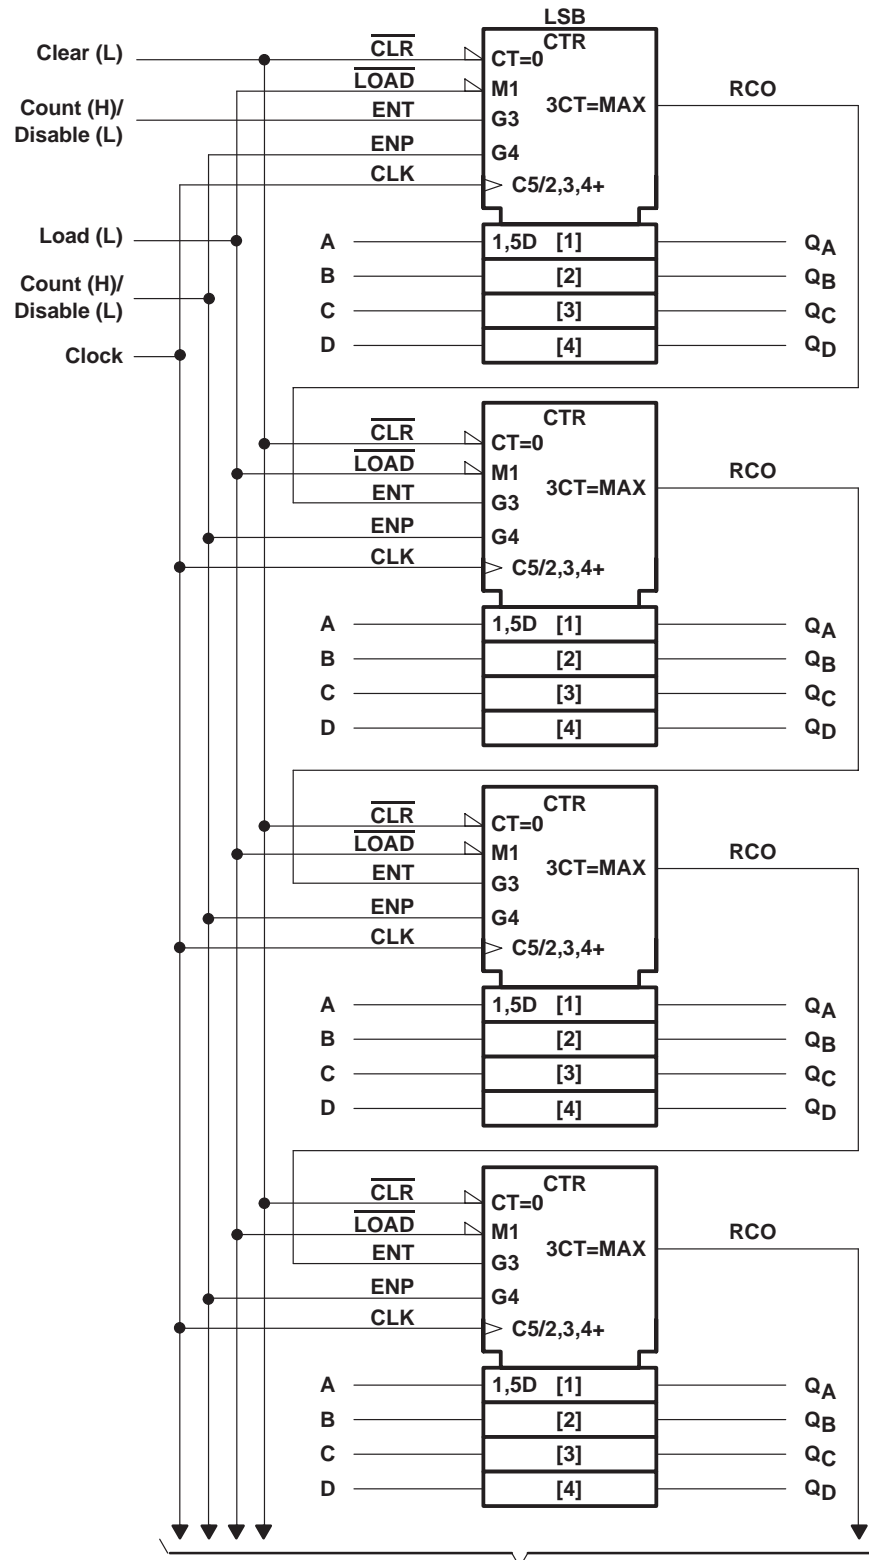 LSB
CTR
Clear (L) CLR CT=0
LOAD M1
Count (H)/
Disable (L)
ENT G3 3CT=MAX RCO
ENP G4
CLK C5/2,3,4+
Load (L)
A 1,5D [1] QA
Count (H)/
Disable (L)
B [2] QB
C [3] QC
Clock
D [4] QD
CTR
CLR CT=0
LOAD M1
ENT G3 3CT=MAX RCO
ENP G4
CLK C5/2,3,4+
A 1,5D [1] QA
B [2] QB
C [3] QC
D [4] QD
CTR
CLR CT=0
LOAD M1
ENT G3 3CT=MAX RCO
ENP G4
CLK C5/2,3,4+
A 1,5D [1] QA
B [2] QB
C [3] QC
D [4] QD
CTR
CLR CT=0
LOAD M1
ENT G3 3CT=MAX RCO
ENP G4
CLK C5/2,3,4+
A 1,5D [1] QA
B [2] QB
C [3] QC
D [4] QD